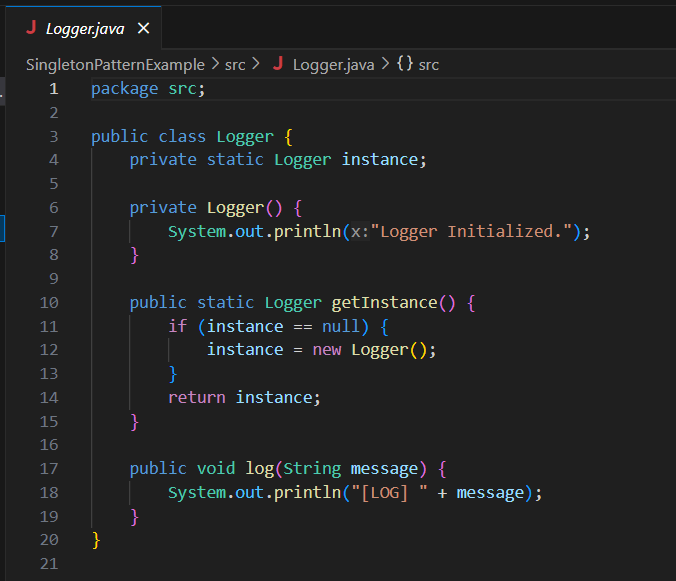 J Logger.java ×
SingletonPatternExample > src > J Logger.java > {} src
1 package src;
2
3 public class Logger {
4     private static Logger instance;
5
6     private Logger() {
7         System.out.println(x:"Logger Initialized.");
8     }
9
10     public static Logger getInstance() {
11         if (instance == null) {
12             instance = new Logger();
13         }
14         return instance;
15     }
16
17     public void log(String message) {
18         System.out.println("[LOG] " + message);
19     }
20 }
21